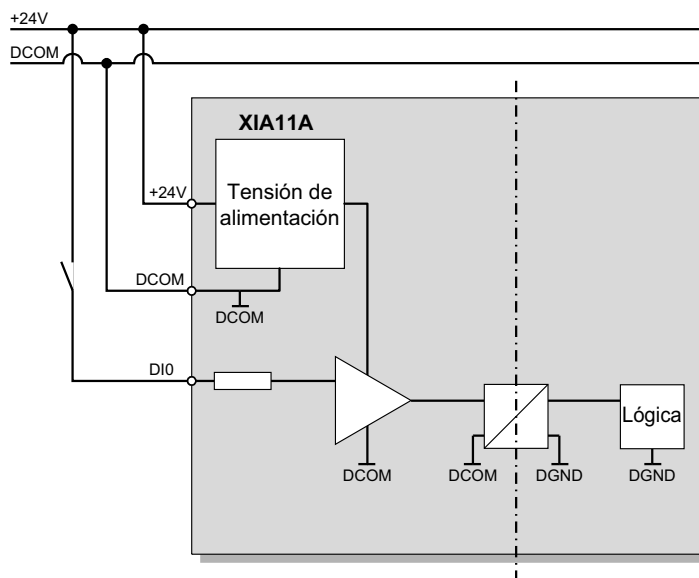 +24V
DCOM
XIA11A
+24V
Tensión de
alimentación
DCOM
DCOM
DI0
Lógica
DCOM
DCOM
DGND
DGND